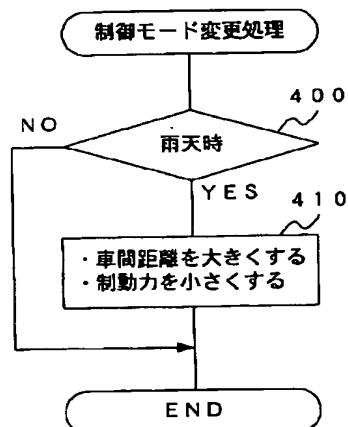 制御モード変更処理
400
雨天時
NO
YES
410
・車間距離を大きくする
・制動力を小さくする
END